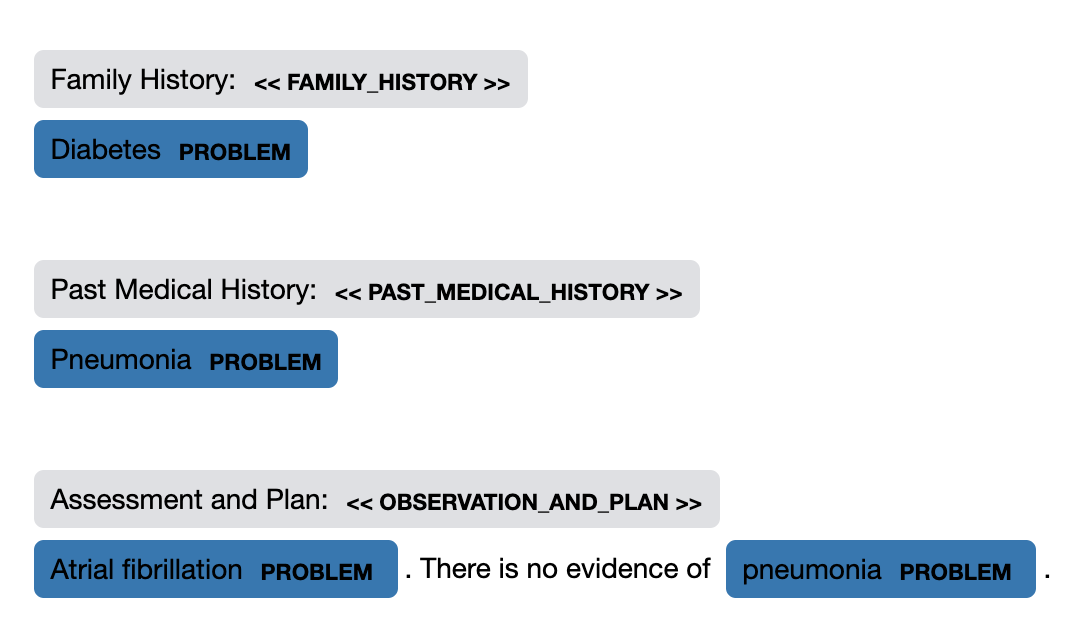 Family History: << FAMILY_HISTORY >>
Diabetes PROBLEM
Past Medical History: << PAST_MEDICAL_HISTORY >>
Pneumonia PROBLEM
Assessment and Plan: << OBSERVATION_AND_PLAN >>
Atrial fibrillation PROBLEM . There is no evidence of pneumonia PROBLEM .